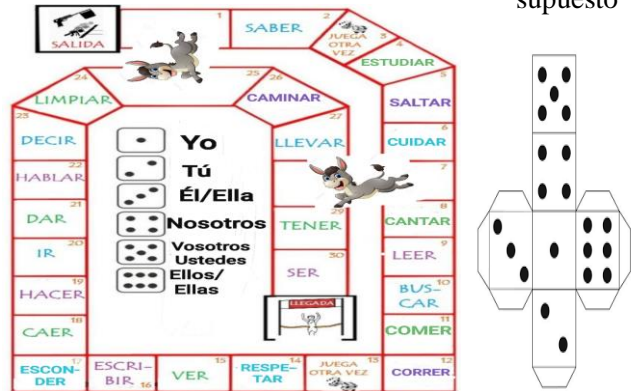 supuesto
SALIDA
1
SABER
2
JUEGA
OTRA
VEZ
3
4
ESTUDIAR
5
SALTAR
6
CUIDAR
7
8
CANTAR
9
LEER
10
BUS-
CAR
11
COMER
12
CORRER
13
JUEGA
OTRA VEZ
14
RESPE-
TAR
15
VER
ESCRI-
BIR 16
17
ESCON-
DER
18
CAER
19
HACER
20
IR
21
DAR
22
HABLAR
23
DECIR
24
LIMPIAR
25
26
CAMINAR
27
LLEVAR
29
TENER
30
SER
LLEGADA
Yo
Tú
Él/Ella
Nosotros
Vosotros
Ustedes
Ellos/
Ellas